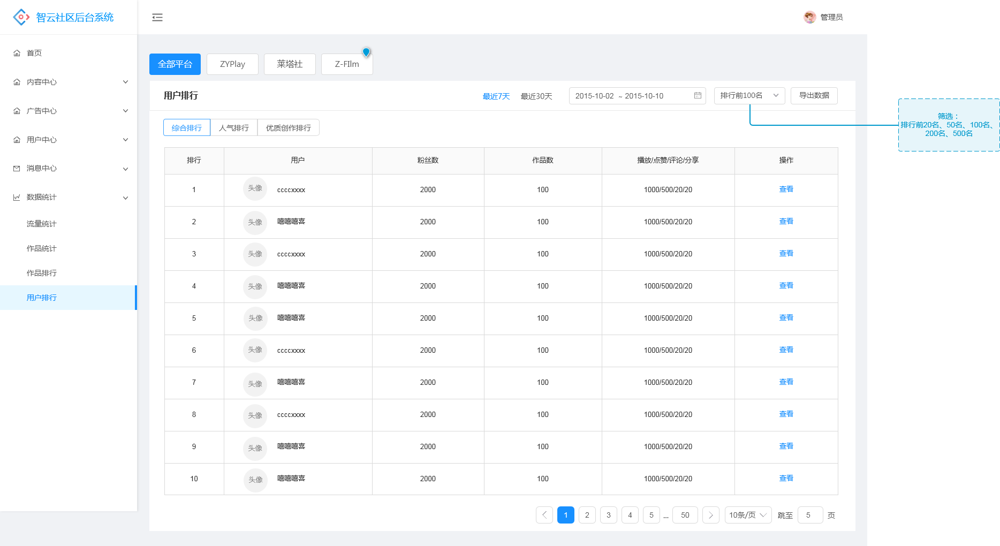 智云社区后台系统
管理员
首页
内容中心
广告中心
用户中心
消息中心
数据统计
流量统计
作品统计
作品排行
用户排行
全部平台
ZYPlay
莱塔社
Z-FIlm
用户排行
最近7天
最近30天
2015-10-02 ~ 2015-10-10
排行前100名
导出数据
筛选：
排行前20名、50名、100名、
200名、500名
综合排行
人气排行
优质创作排行
排行 用户 粉丝数 作品数 播放/点赞/评论/分享 操作
1 头像 ccccxxxx 2000 100 1000/500/20/20 查看
2 头像 嘻嘻嘻喜 2000 100 1000/500/20/20 查看
3 头像 ccccxxxx 2000 100 1000/500/20/20 查看
4 头像 嘻嘻嘻喜 2000 100 1000/500/20/20 查看
5 头像 嘻嘻嘻喜 2000 100 1000/500/20/20 查看
6 头像 ccccxxxx 2000 100 1000/500/20/20 查看
7 头像 嘻嘻嘻喜 2000 100 1000/500/20/20 查看
8 头像 ccccxxxx 2000 100 1000/500/20/20 查看
9 头像 嘻嘻嘻喜 2000 100 1000/500/20/20 查看
10 头像 嘻嘻嘻喜 2000 100 1000/500/20/20 查看
1 2 3 4 5 ... 50 10条/页 跳至 5 页